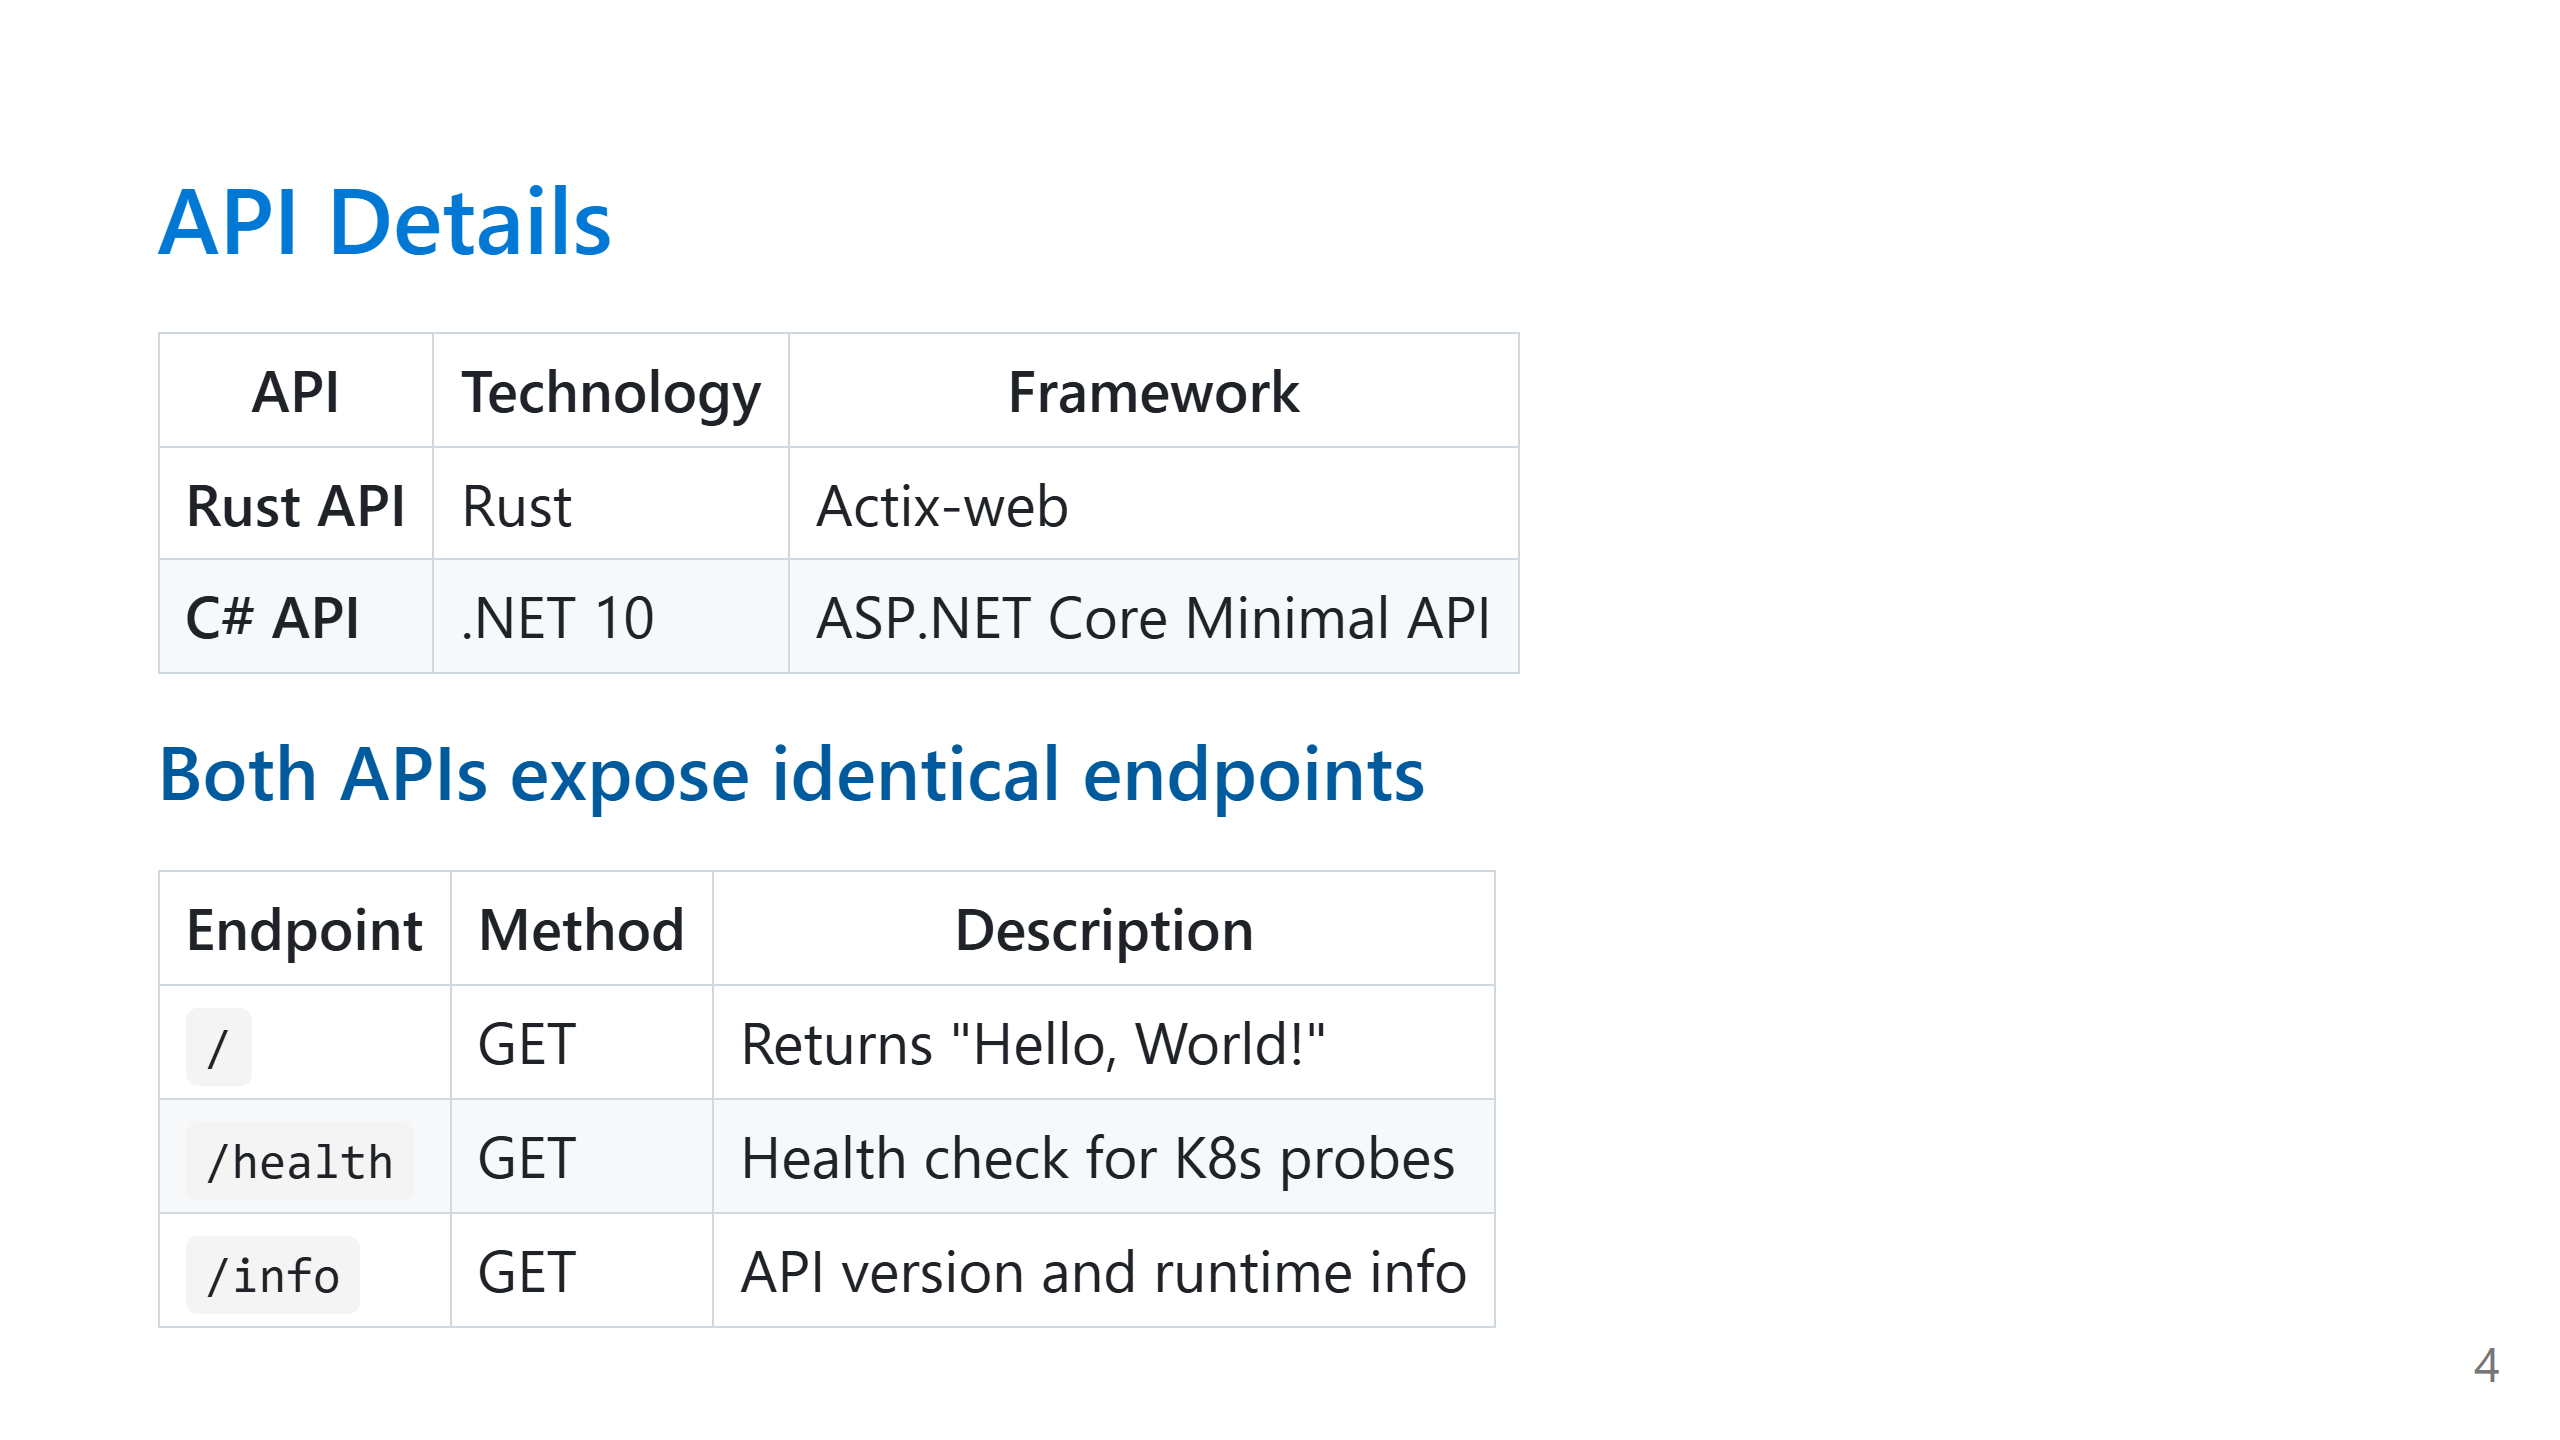 API Details
API Technology Framework
Rust API Rust Actix-web
C# API .NET 10 ASP.NET Core Minimal API
Both APIs expose identical endpoints
Endpoint Method Description
/ GET Returns "Hello, World!"
/health GET Health check for K8s probes
/info GET API version and runtime info
4